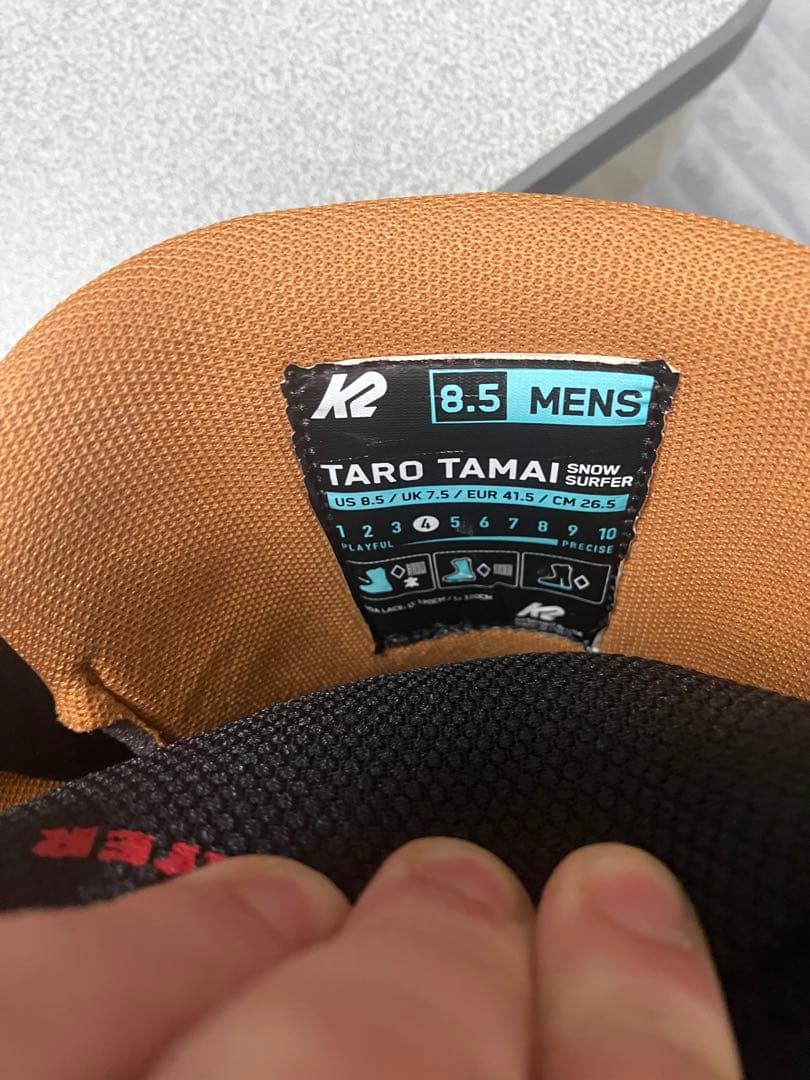 K2 8.5 MENS
TARO TAMAI SNOW SURFER
US 8.5 / UK 7.5 / EUR 41.5 / CM 26.5
1 2 3 4 5 6 7 8 9 10
PLAYFUL PRECISE
K2